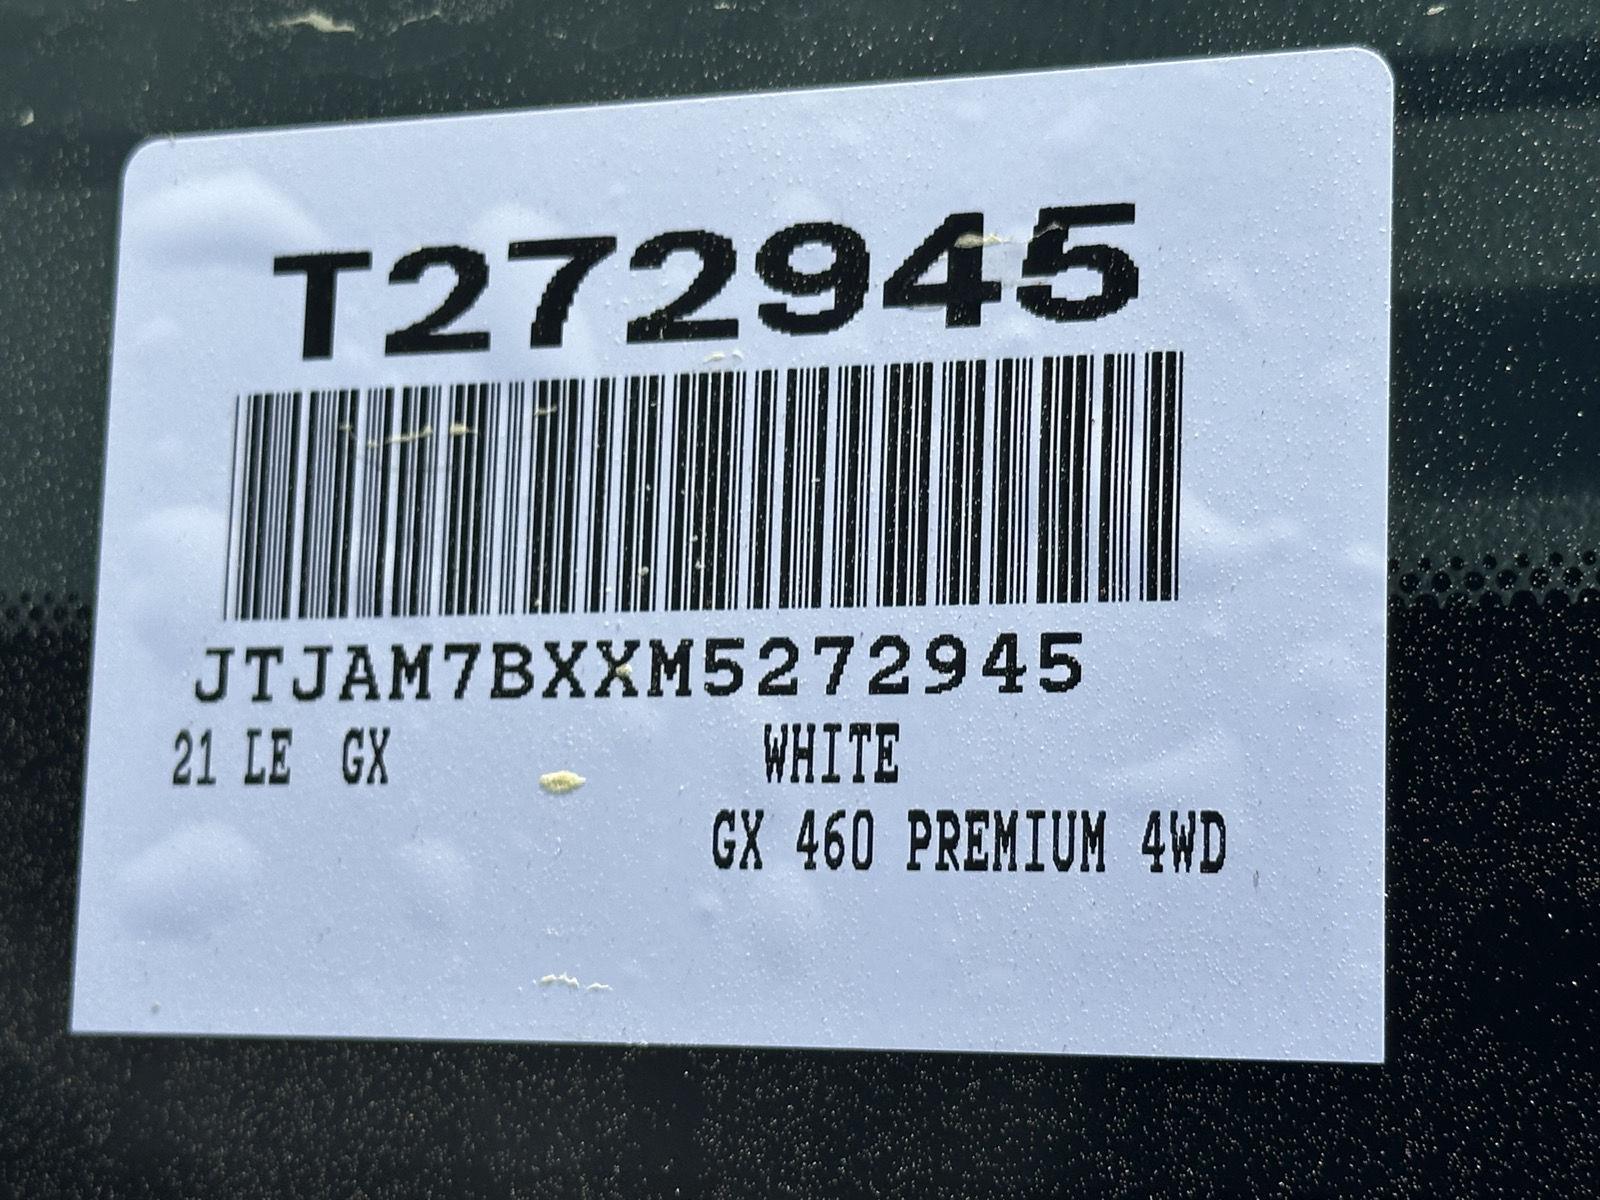 T272945
JTJAM7BXXM5272945
21 LE GX WHITE
GX 460 PREMIUM 4WD